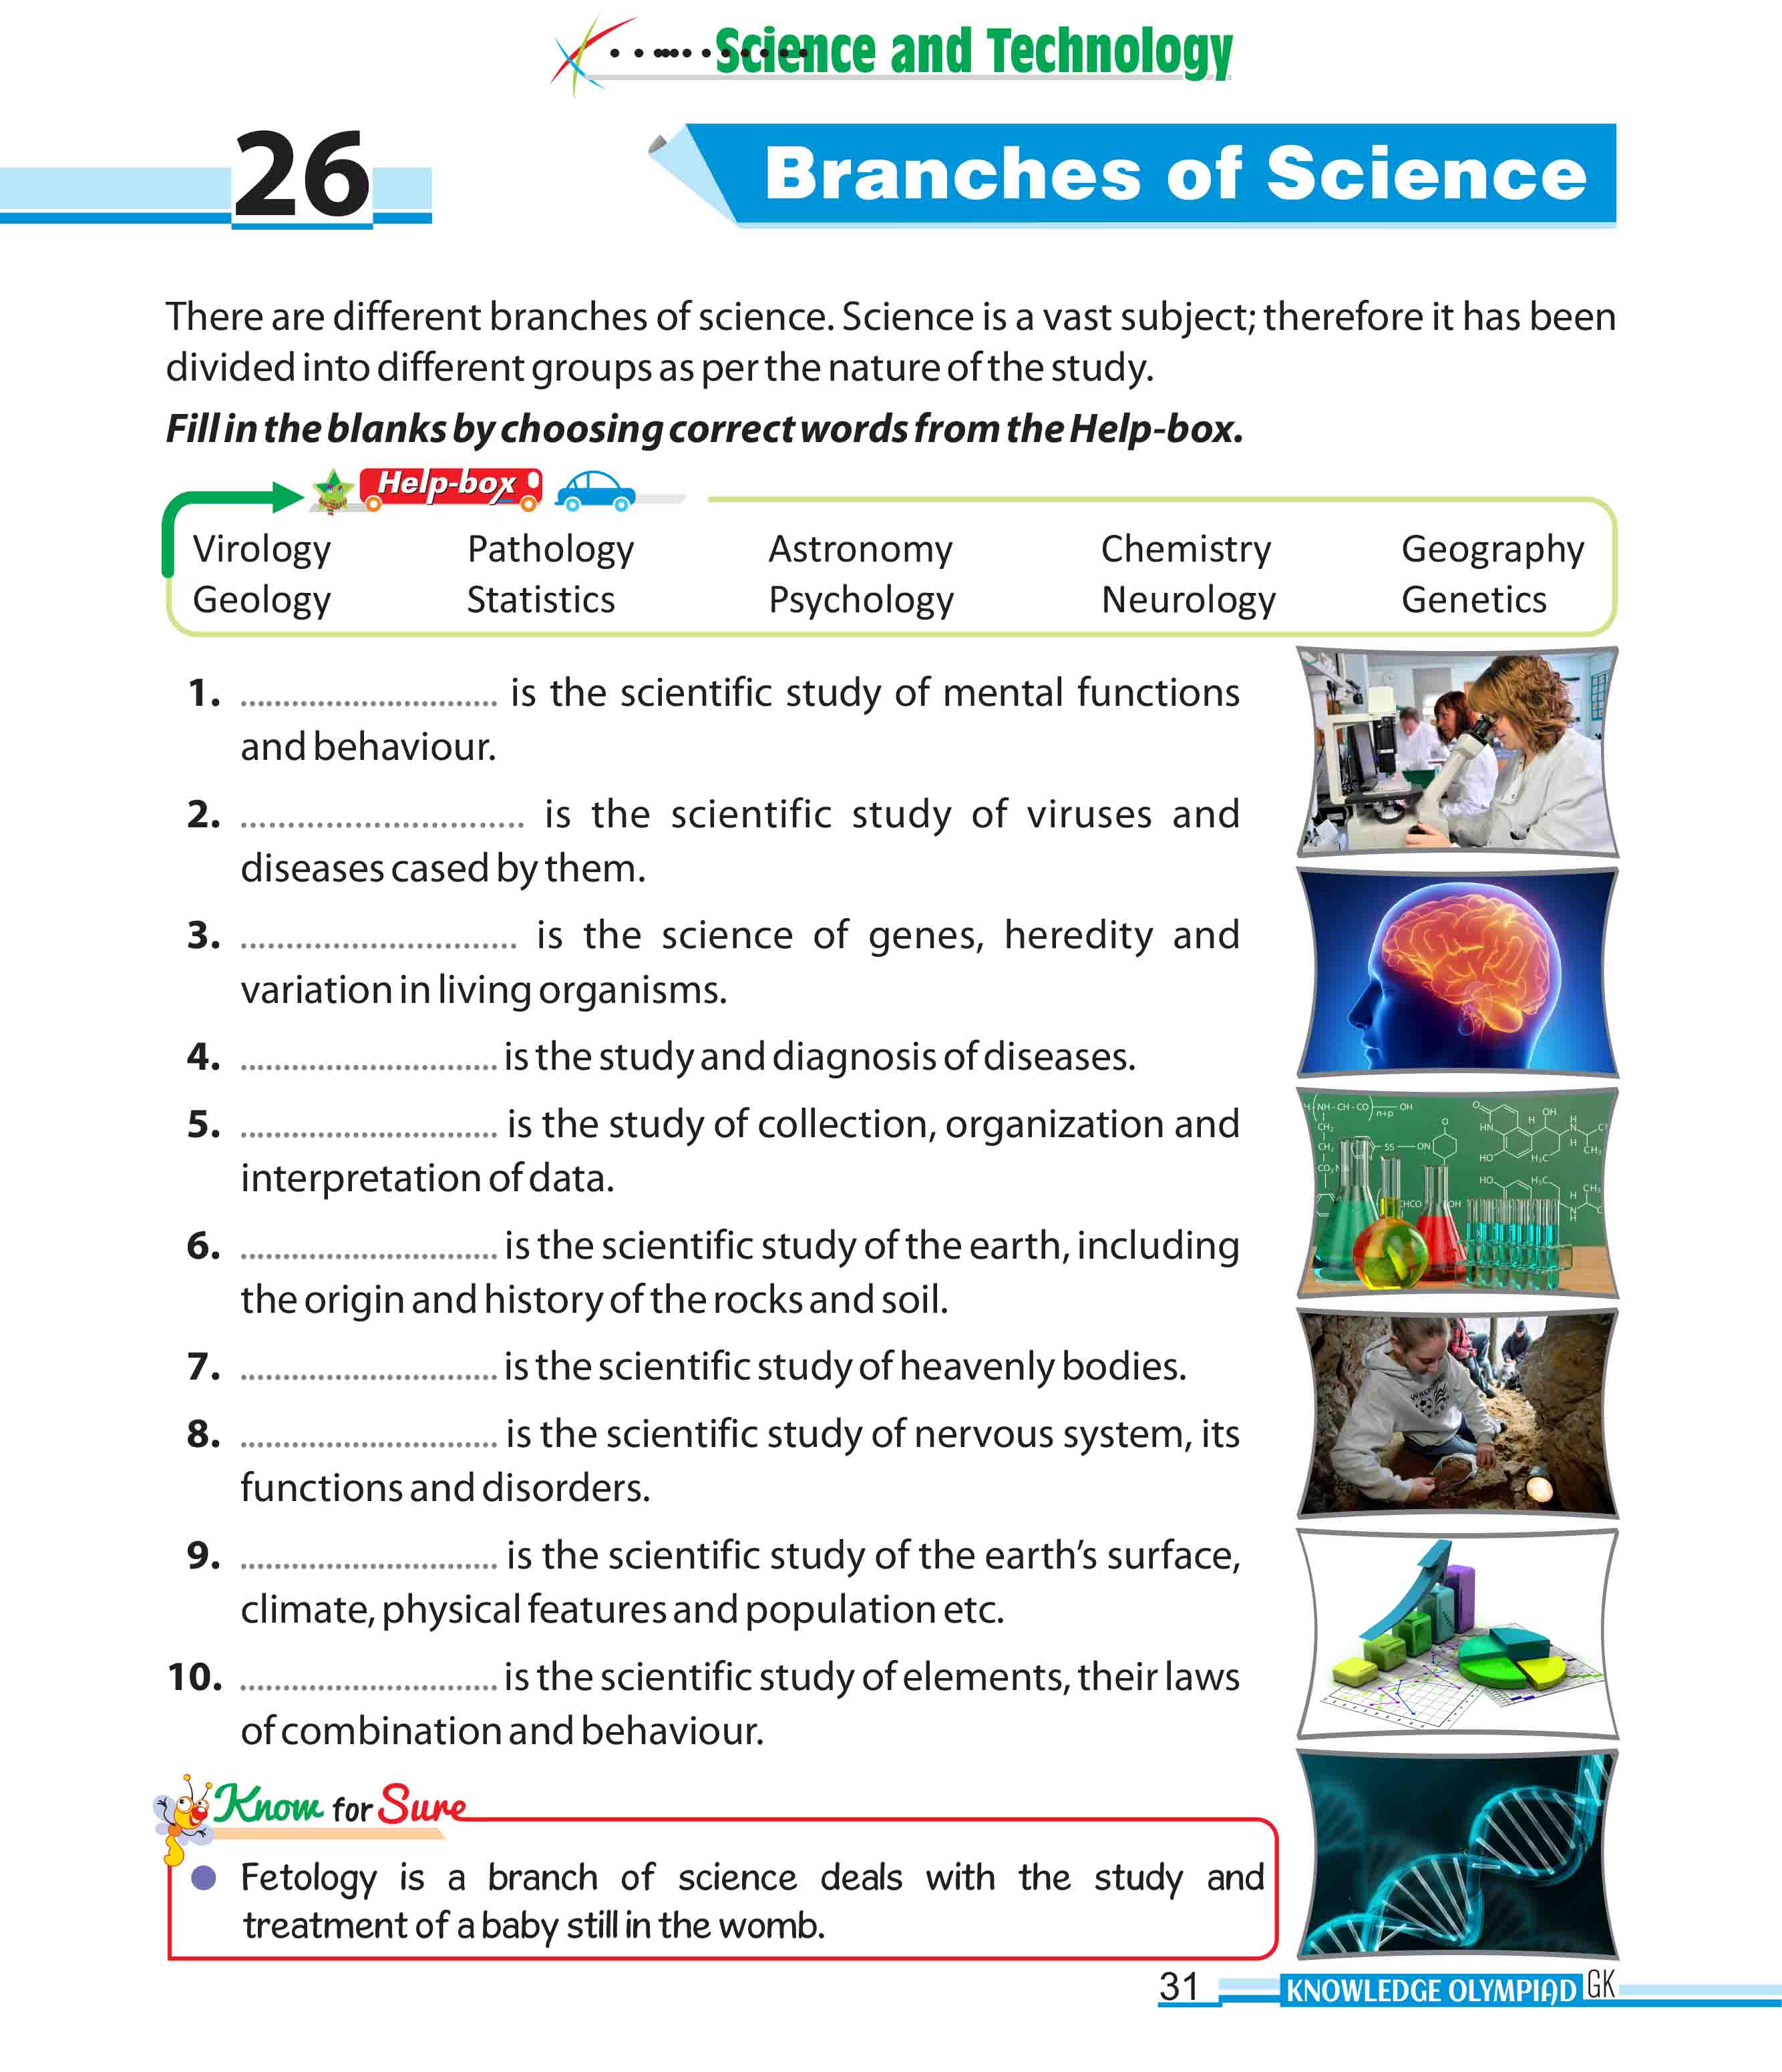 Science and Technology
26
Branches of Science
There are different branches of science. Science is a vast subject; therefore it has been
divided into different groups as per the nature of the study.
Fill in the blanks by choosing correct words from the Help-box.
Help-box
Virology Pathology Astronomy Chemistry Geography
Geology Statistics Psychology Neurology Genetics
1. .............................. is the scientific study of mental functions
and behaviour.
2. .............................. is the scientific study of viruses and
diseases cased by them.
3. .............................. is the science of genes, heredity and
variation in living organisms.
4. .............................. is the study and diagnosis of diseases.
5. .............................. is the study of collection, organization and
interpretation of data.
6. .............................. is the scientific study of the earth, including
the origin and history of the rocks and soil.
7. .............................. is the scientific study of heavenly bodies.
8. .............................. is the scientific study of nervous system, its
functions and disorders.
9. .............................. is the scientific study of the earth's surface,
climate, physical features and population etc.
10. .............................. is the scientific study of elements, their laws
of combination and behaviour.
Know for Sure
Fetology is a branch of science deals with the study and
treatment of a baby still in the womb.
31 KNOWLEDGE OLYMPIAD GK